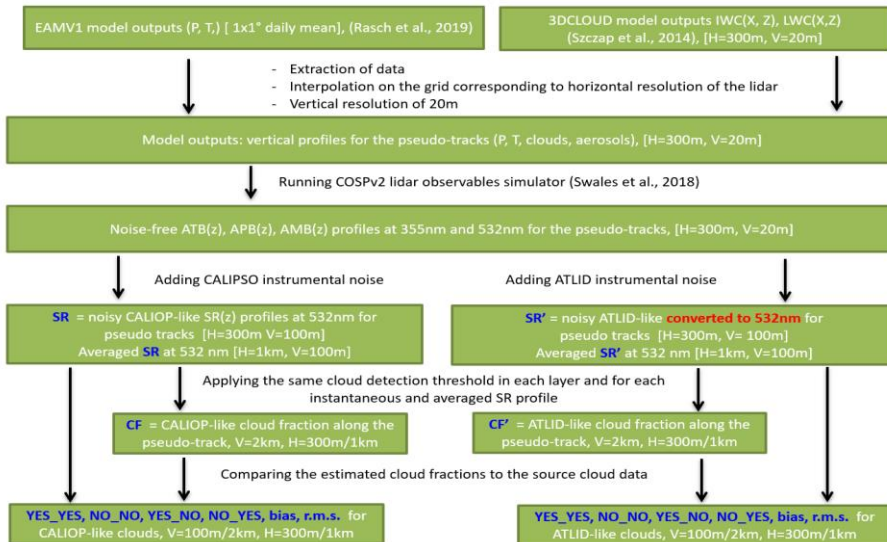 EAMV1 model outputs (P, T,) [ 1x1° daily mean], (Rasch et al., 2019)
3DCLOUD model outputs IWC(X, Z), LWC(X,Z)
(Szczap et al., 2014), [H=300m, V=20m]
- Extraction of data
- Interpolation on the grid corresponding to horizontal resolution of the lidar
- Vertical resolution of 20m
Model outputs: vertical profiles for the pseudo-tracks (P, T, clouds, aerosols), [H=300m, V=20m]
Running COSPv2 lidar observables simulator (Swales et al., 2018)
Noise-free ATB(z), APB(z), AMB(z) profiles at 355nm and 532nm for the pseudo-tracks, [H=300m, V=20m]
Adding CALIPSO instrumental noise
Adding ATLID instrumental noise
SR = noisy CALIOP-like SR(z) profiles at 532nm for
pseudo tracks [H=300m V=100m]
Averaged SR at 532 nm [H=1km, V=100m]
SR' = noisy ATLID-like converted to 532nm for
pseudo tracks [H=300m, V= 100m]
Averaged SR' at 532 nm [H=1km, V=100m]
Applying the same cloud detection threshold in each layer and for each
instantaneous and averaged SR profile
CF = CALIOP-like cloud fraction along the
pseudo-track, V=2km, H=300m/1km
CF' = ATLID-like cloud fraction along the
pseudo-track, V=2km, H=300m/1km
Comparing the estimated cloud fractions to the source cloud data
YES_YES, NO_NO, YES_NO, NO_YES, bias, r.m.s. for
CALIOP-like clouds, V=100m/2km, H=300m/1km
YES_YES, NO_NO, YES_NO, NO_YES, bias, r.m.s. for
ATLID-like clouds, V=100m/2km, H=300m/1km